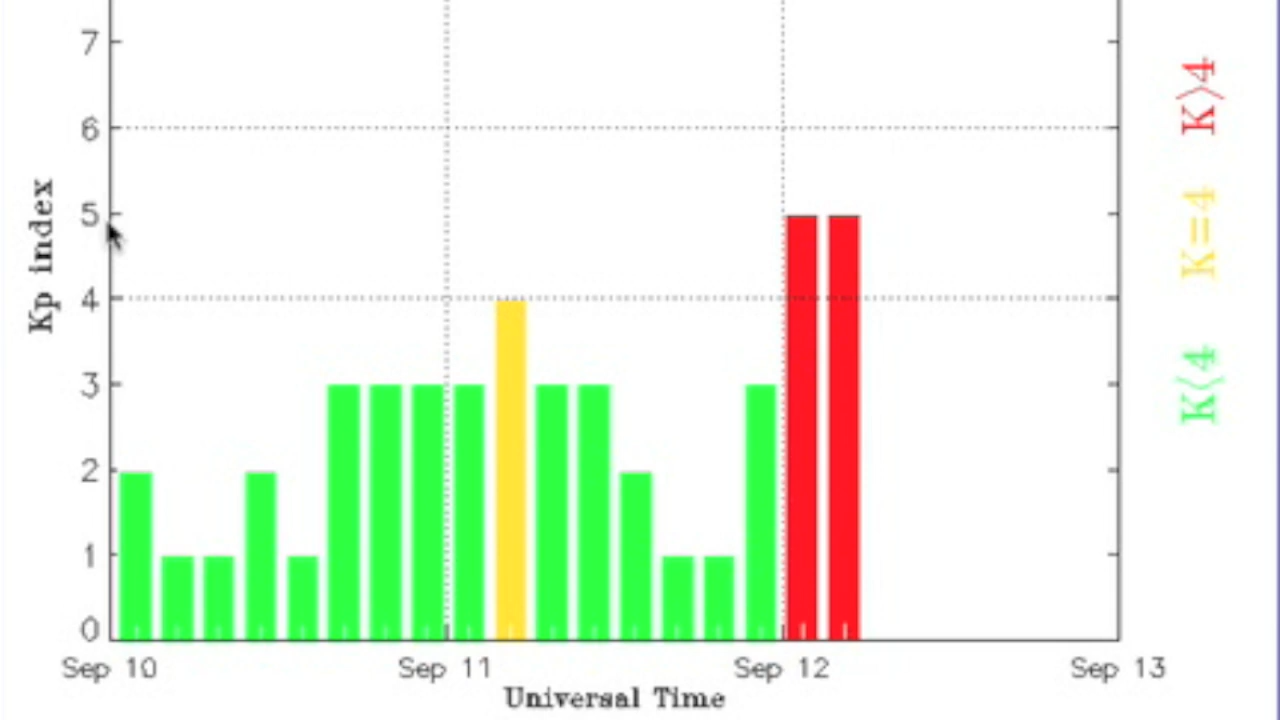 7
6
5
4
3
2
1
0
Kp index
Sep 10
Sep 11
Sep 12
Sep 13
Universal Time
K>4
K=4
K<4